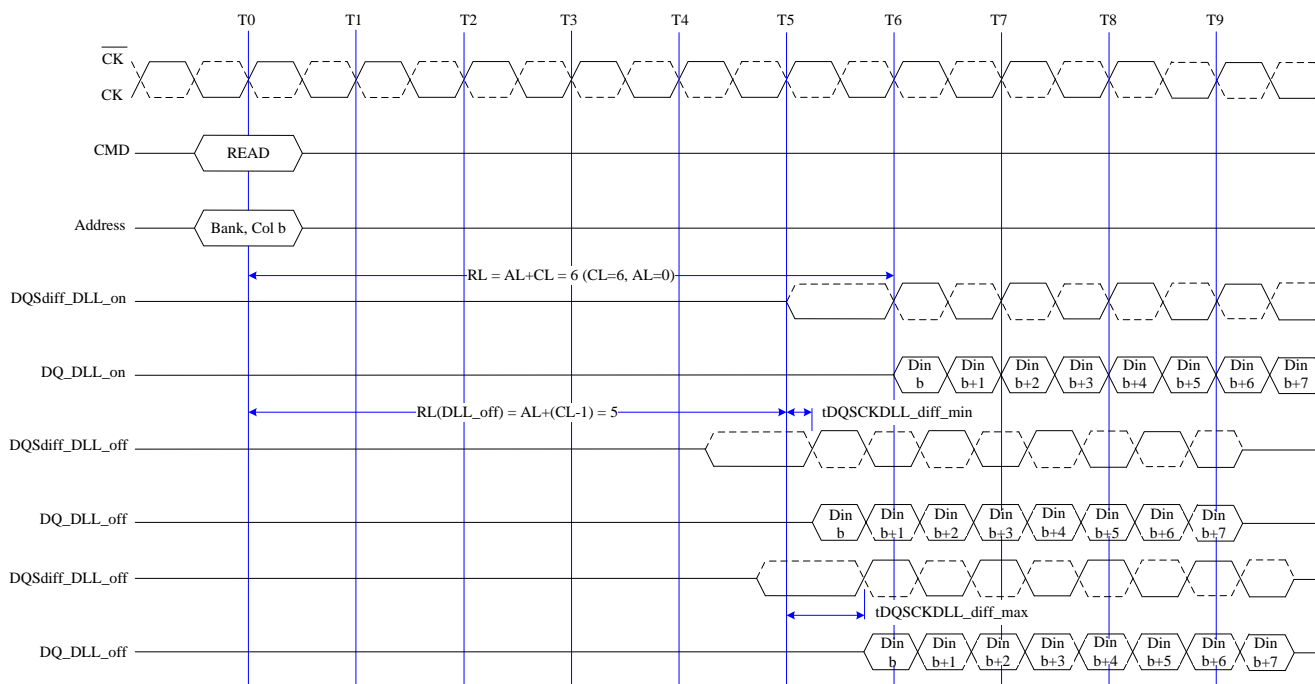 T0 T1 T2 T3 T4 T5 T6 T7 T8 T9
CK
CK
CMD READ
Address Bank, Col b
RL = AL+CL = 6 (CL=6, AL=0)
DQSdiff_DLL_on
DQ_DLL_on Din b Din b+1 Din b+2 Din b+3 Din b+4 Din b+5 Din b+6 Din b+7
RL(DLL_off) = AL+(CL-1) = 5 tDQSCKDLL_diff_min
DQSdiff_DLL_off
DQ_DLL_off Din b Din b+1 Din b+2 Din b+3 Din b+4 Din b+5 Din b+6 Din b+7
DQSdiff_DLL_off
tDQSCKDLL_diff_max
DQ_DLL_off Din b Din b+1 Din b+2 Din b+3 Din b+4 Din b+5 Din b+6 Din b+7